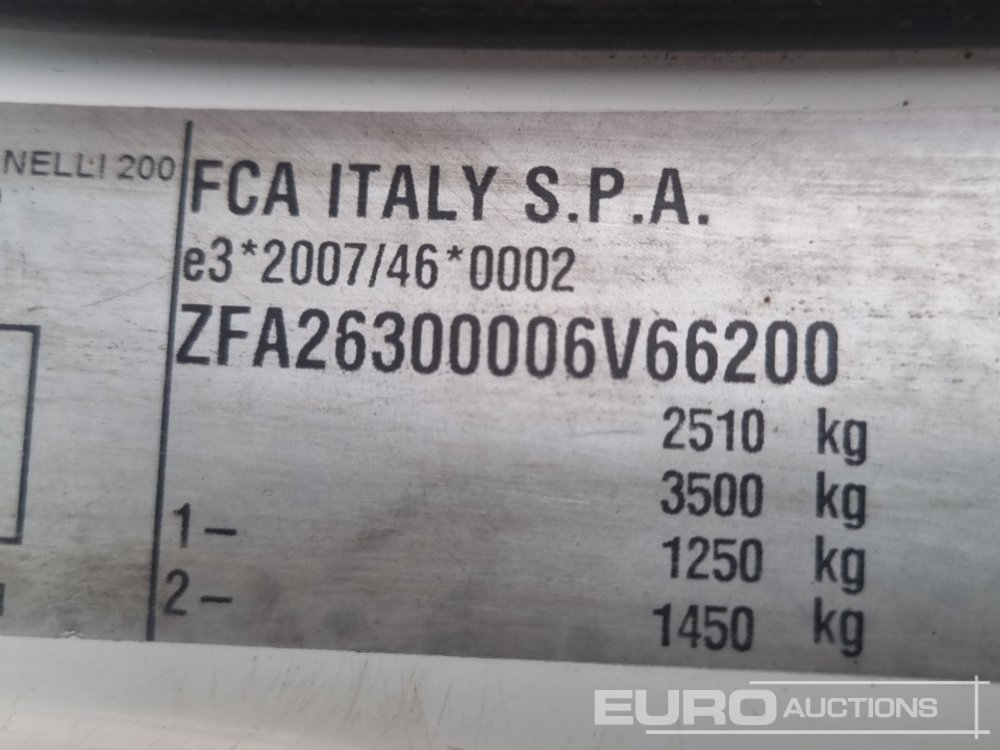 NELLI 200
FCA ITALY S.P.A.
e3*2007/46*0002
ZFA26300006V66200
2510 kg
3500 kg
1– 1250 kg
2– 1450 kg
EURO AUCTIONS